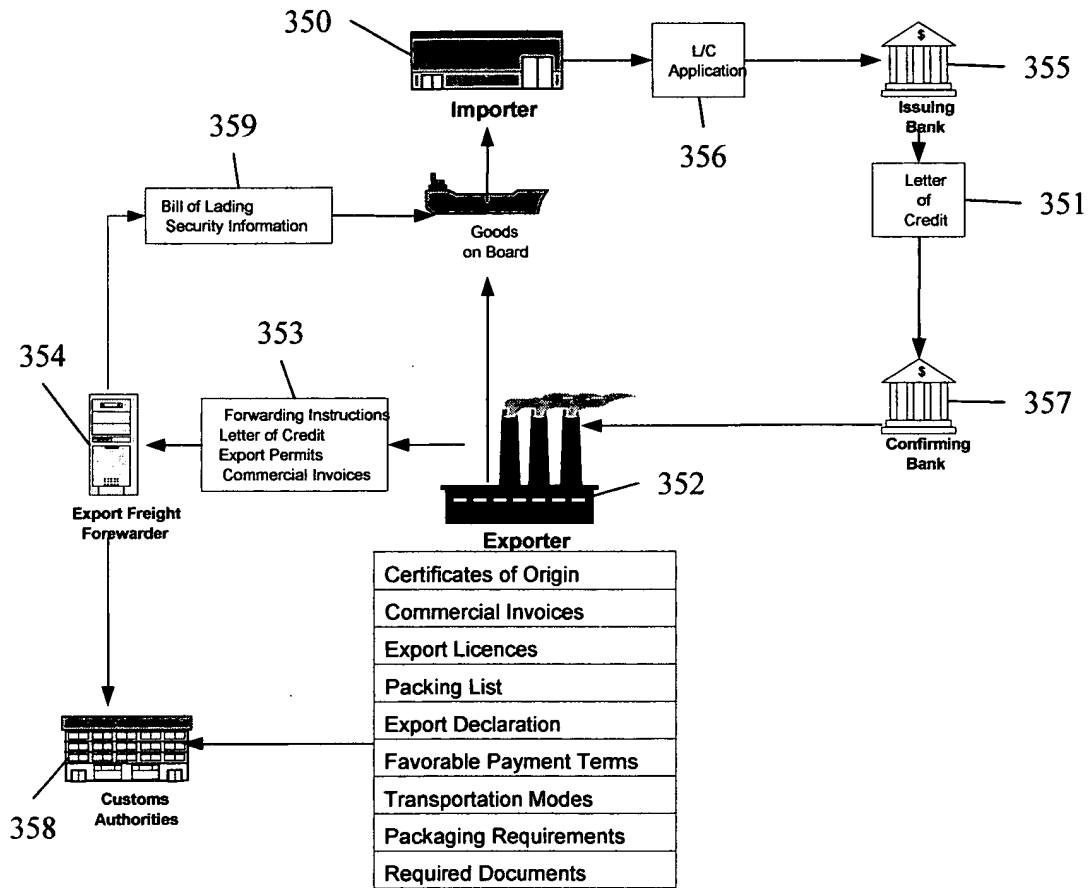 350
Importer
L/C
Application
356
$
355
Issuing
Bank
359
Bill of Lading
Security Information
Goods
on Board
Letter
of
Credit
351
354
353
Forwarding Instructions
Letter of Credit
Export Permits
Commercial Invoices
Export Freight
Forewarder
352
Exporter
$
357
Confirming
Bank
Certificates of Origin
Commercial Invoices
Export Licences
Packing List
Export Declaration
Favorable Payment Terms
Transportation Modes
Packaging Requirements
Required Documents
Customs
Authorities
358